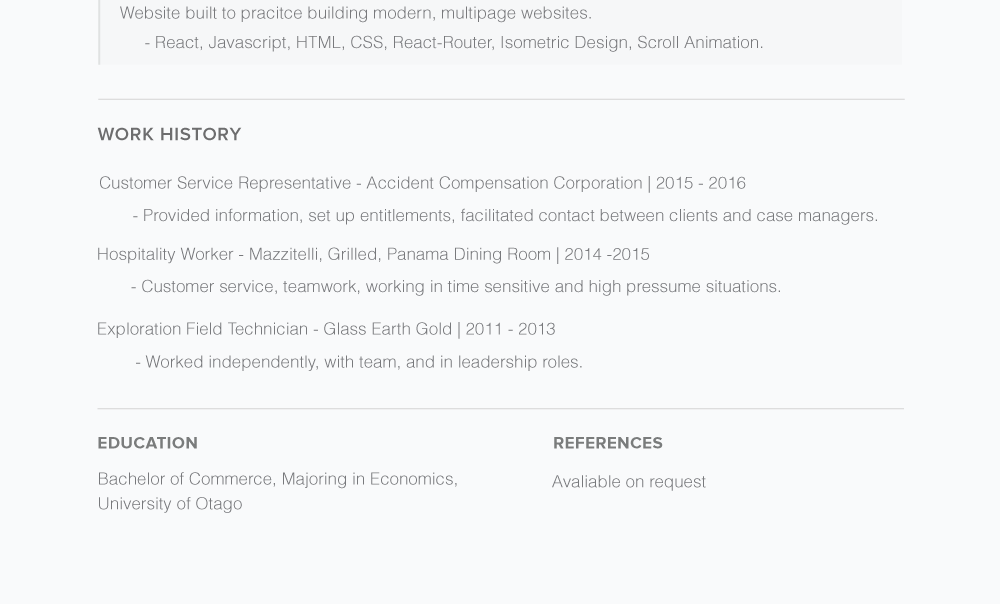 Website built to pracitce building modern, multipage websites.
- React, Javascript, HTML, CSS, React-Router, Isometric Design, Scroll Animation.
WORK HISTORY
Customer Service Representative - Accident Compensation Corporation | 2015 - 2016
- Provided information, set up entitlements, facilitated contact between clients and case managers.
Hospitality Worker - Mazzitelli, Grilled, Panama Dining Room | 2014 -2015
- Customer service, teamwork, working in time sensitive and high pressume situations.
Exploration Field Technician - Glass Earth Gold | 2011 - 2013
- Worked independently, with team, and in leadership roles.
EDUCATION
Bachelor of Commerce, Majoring in Economics,
University of Otago
REFERENCES
Avaliable on request